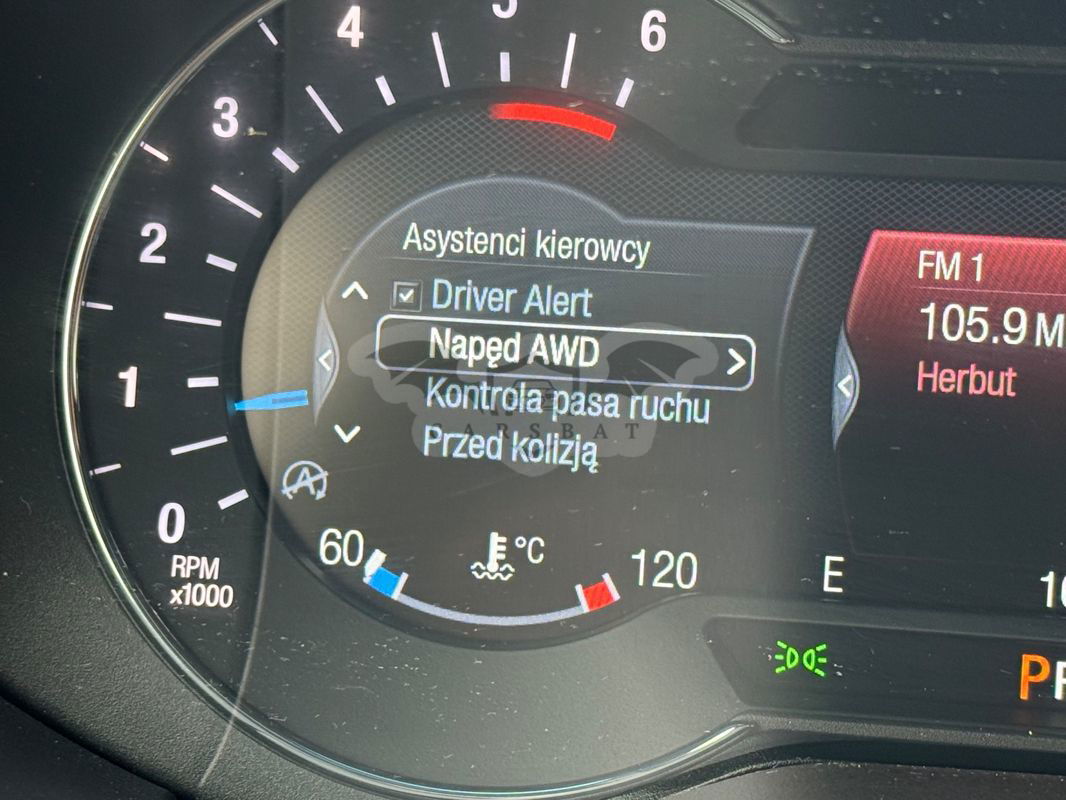 4
5
6
3
2
1
0
RPM
x1000
Asystenci kierowcy
Driver Alert
Napęd AWD
Kontrola pasa ruchu
Przed kolizją
CARSBAT
60
°C
120
FM 1
105.9 M
Herbut
E
P